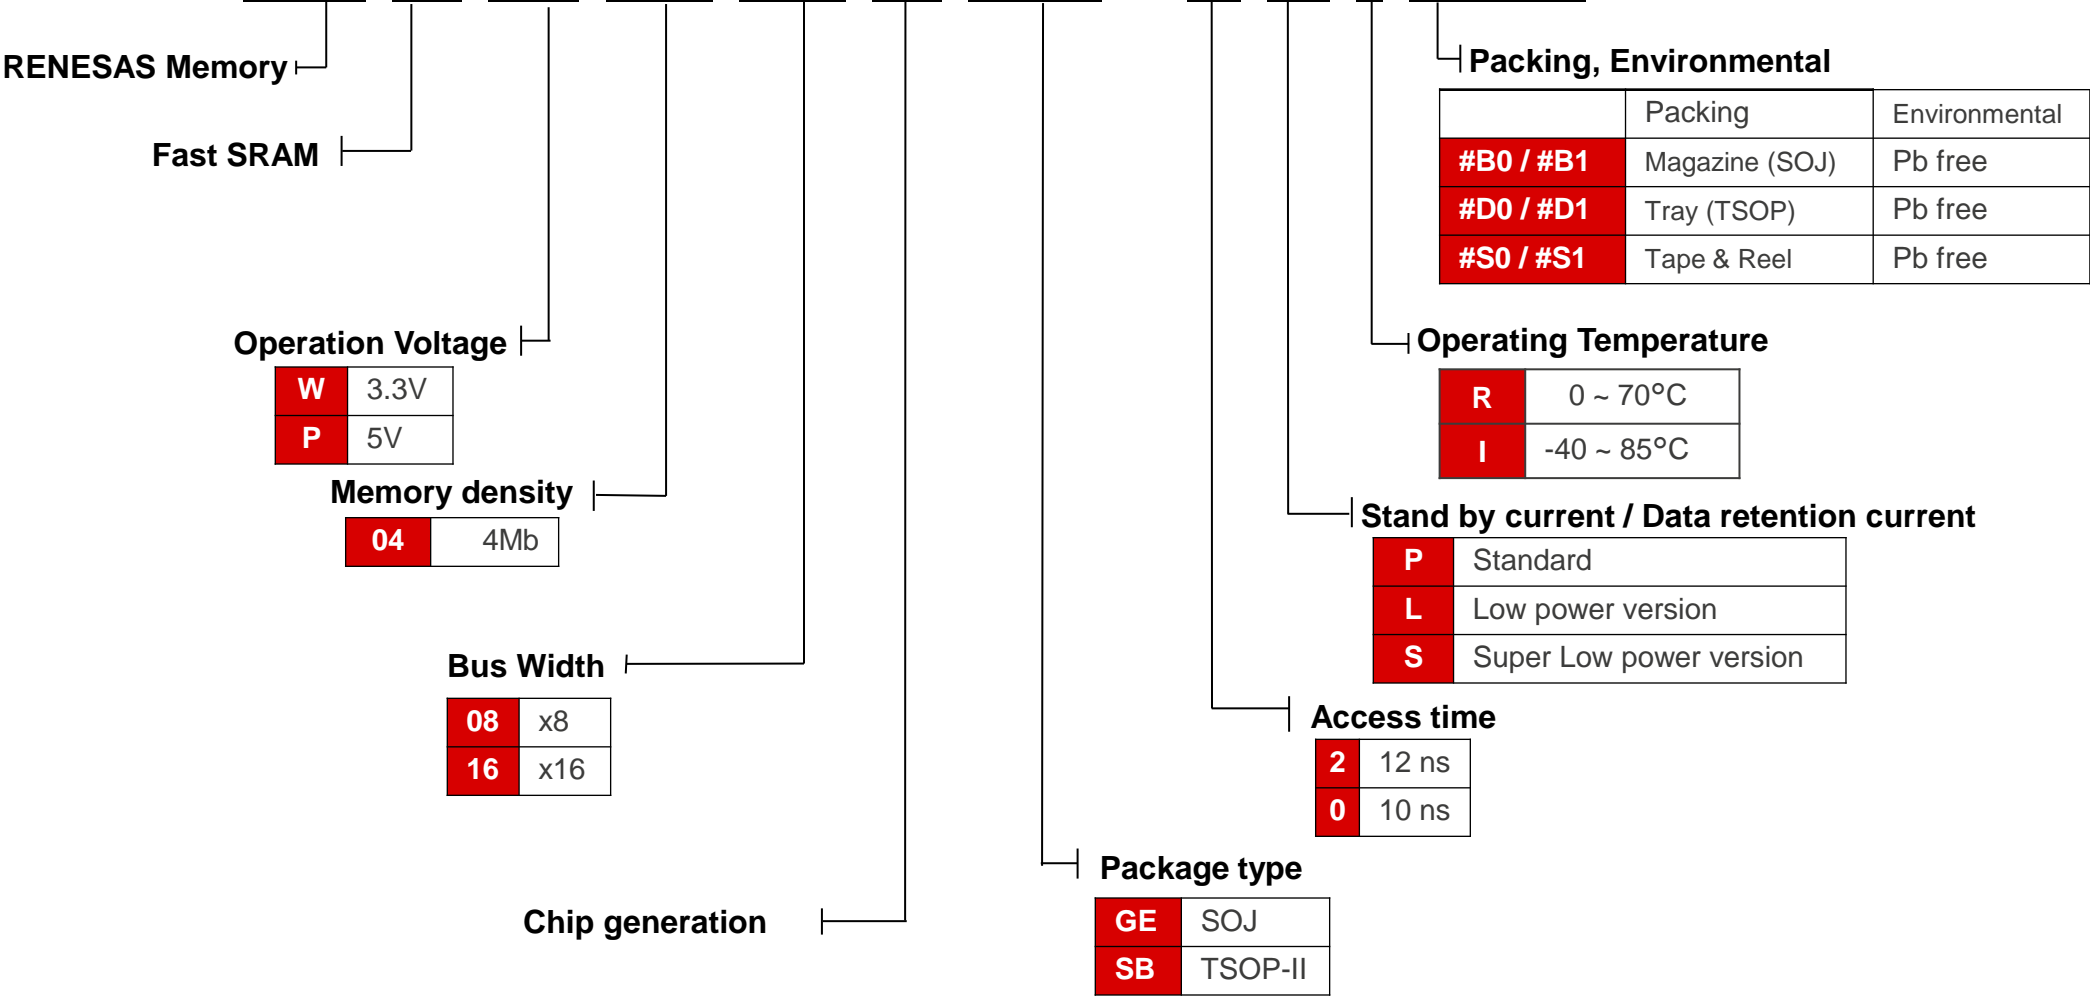 RENESAS Memory
Fast SRAM
Operation Voltage
W 3.3V
P 5V
Memory density
04 4Mb
Bus Width
08 x8
16 x16
Chip generation
Package type
GE SOJ
SB TSOP-II
Access time
2 12 ns
0 10 ns
Stand by current / Data retention current
P Standard
L Low power version
S Super Low power version
Operating Temperature
R 0 ~ 70°C
I -40 ~ 85°C
Packing, Environmental
Packing Environmental
#B0 / #B1 Magazine (SOJ) Pb free
#D0 / #D1 Tray (TSOP) Pb free
#S0 / #S1 Tape & Reel Pb free